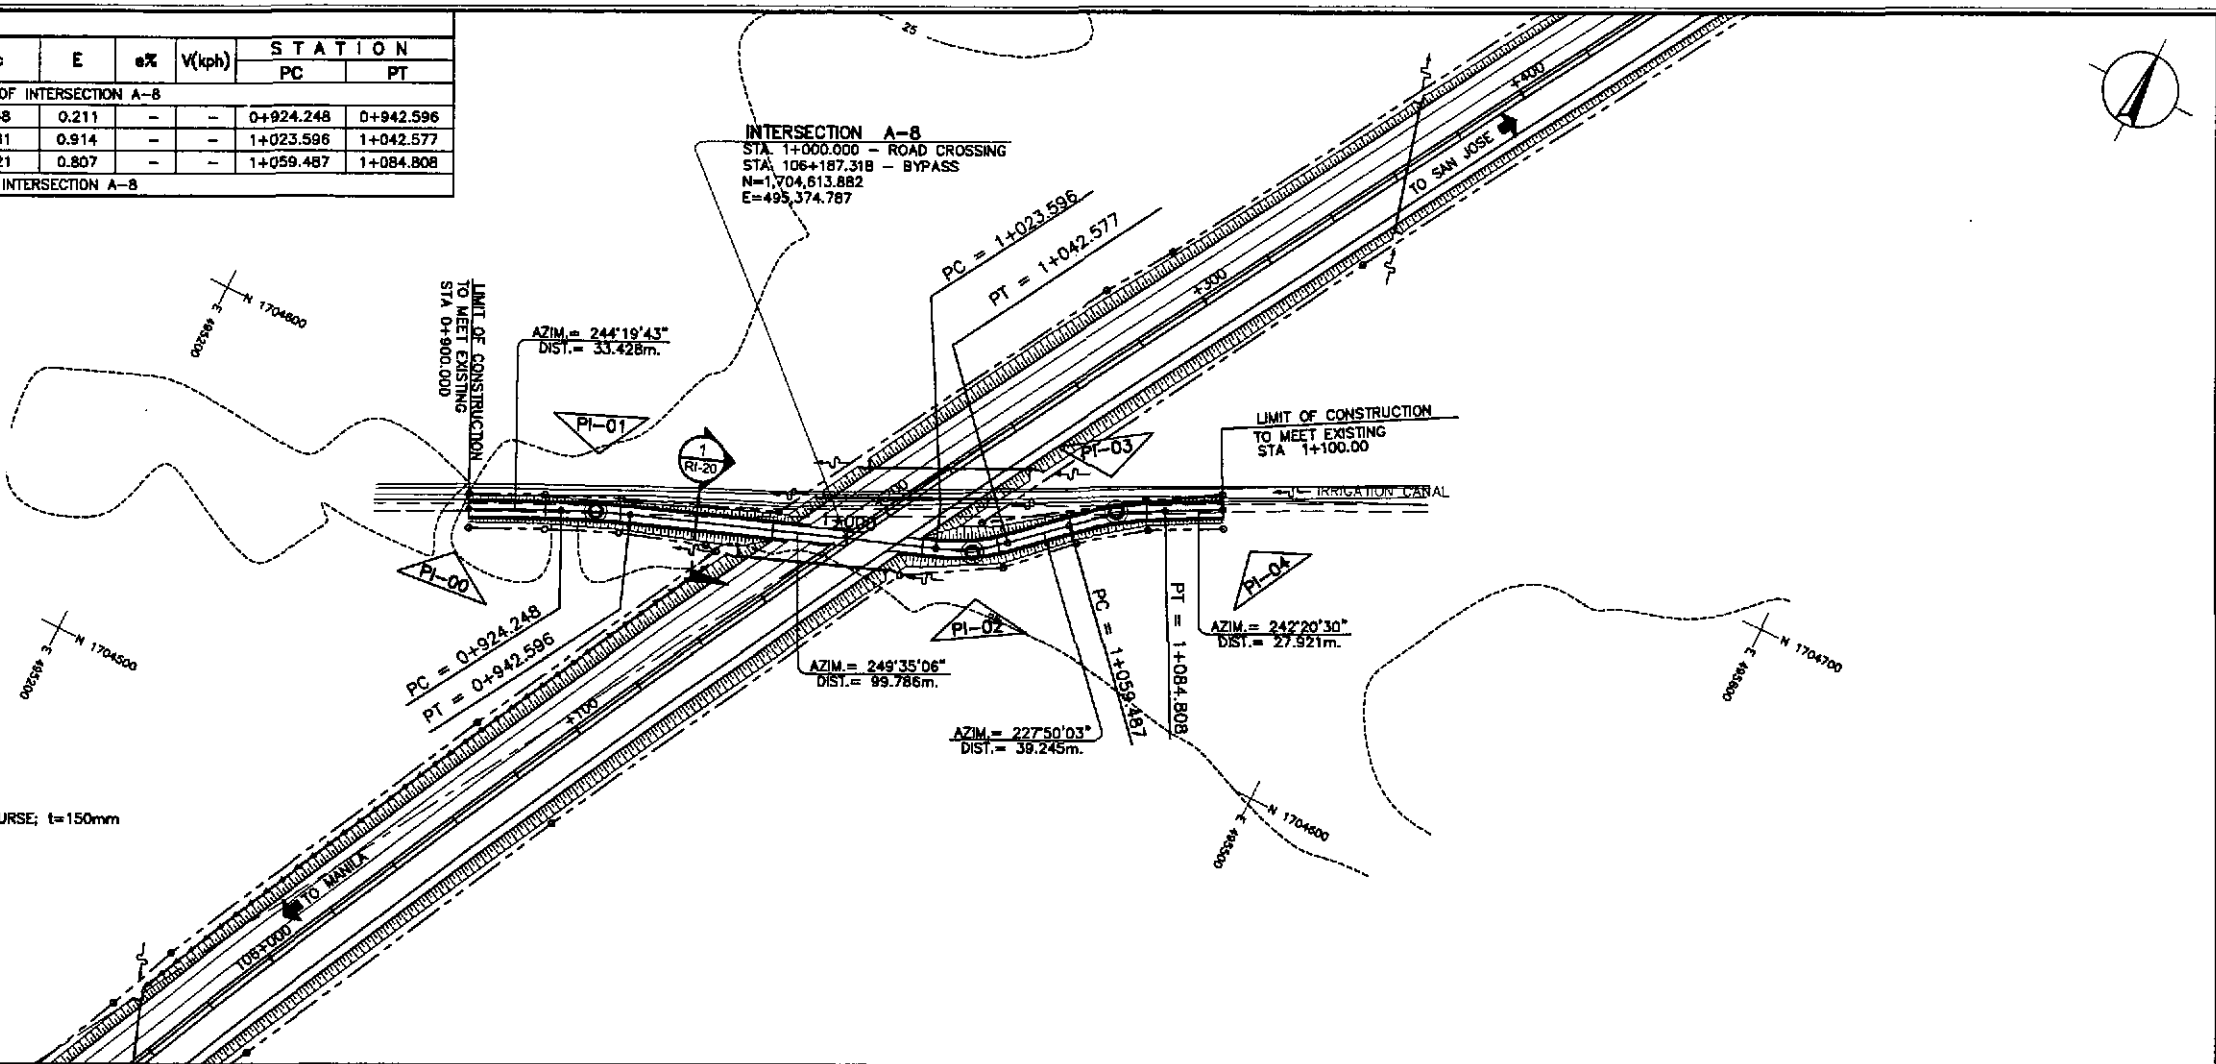 STATION
E e% V(kph) PC PT
OF INTERSECTION A-8
0.211 - - 0+924.248 0+942.596
0.914 - - 1+023.596 1+042.577
0.807 - - 1+059.487 1+084.808
INTERSECTION A-8
25
INTERSECTION A-8
STA. 1+000.000 - ROAD CROSSING
STA. 106+187.318 - BYPASS
N=1,704,613.882
E=495,374.787
+400
TO SAN JOSE
PC = 1+023.596
PT = 1+042.577
+300
N 1704600
E 495200
LIMIT OF CONSTRUCTION
TO MEET EXISTING
STA 0+900.000
AZIM.= 244°19'43"
DIST.= 33.428m.
PI-01
1
RI-20
PI-03
LIMIT OF CONSTRUCTION
TO MEET EXISTING
STA 1+100.00
IRRIGATION CANAL
1+000
PI-00
PI-04
PI-02
N 1704500
E 495200
PC = 0+924.248
PT = 0+942.596
AZIM.= 249°35'06"
DIST.= 99.786m.
PC = 1+059.487
PT = 1+084.808
AZIM.= 242°20'30"
DIST.= 27.921m.
N 1704700
E 495600
+100
AZIM.= 227°50'03"
DIST.= 39.245m.
URSE; t=150mm
N 1704600
E 495500
TO MANILA
106+000